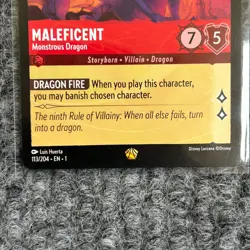 MALEFICENT
Monstrous Dragon
7
5
Storyborn • Villain • Dragon
DRAGON FIRE When you play this character,
you may banish chosen character.
The ninth Rule of Villainy: When all else fails, turn
into a dragon.
Luis Huerta
113/204 • EN • 1
Disney Lorcana ©Disney